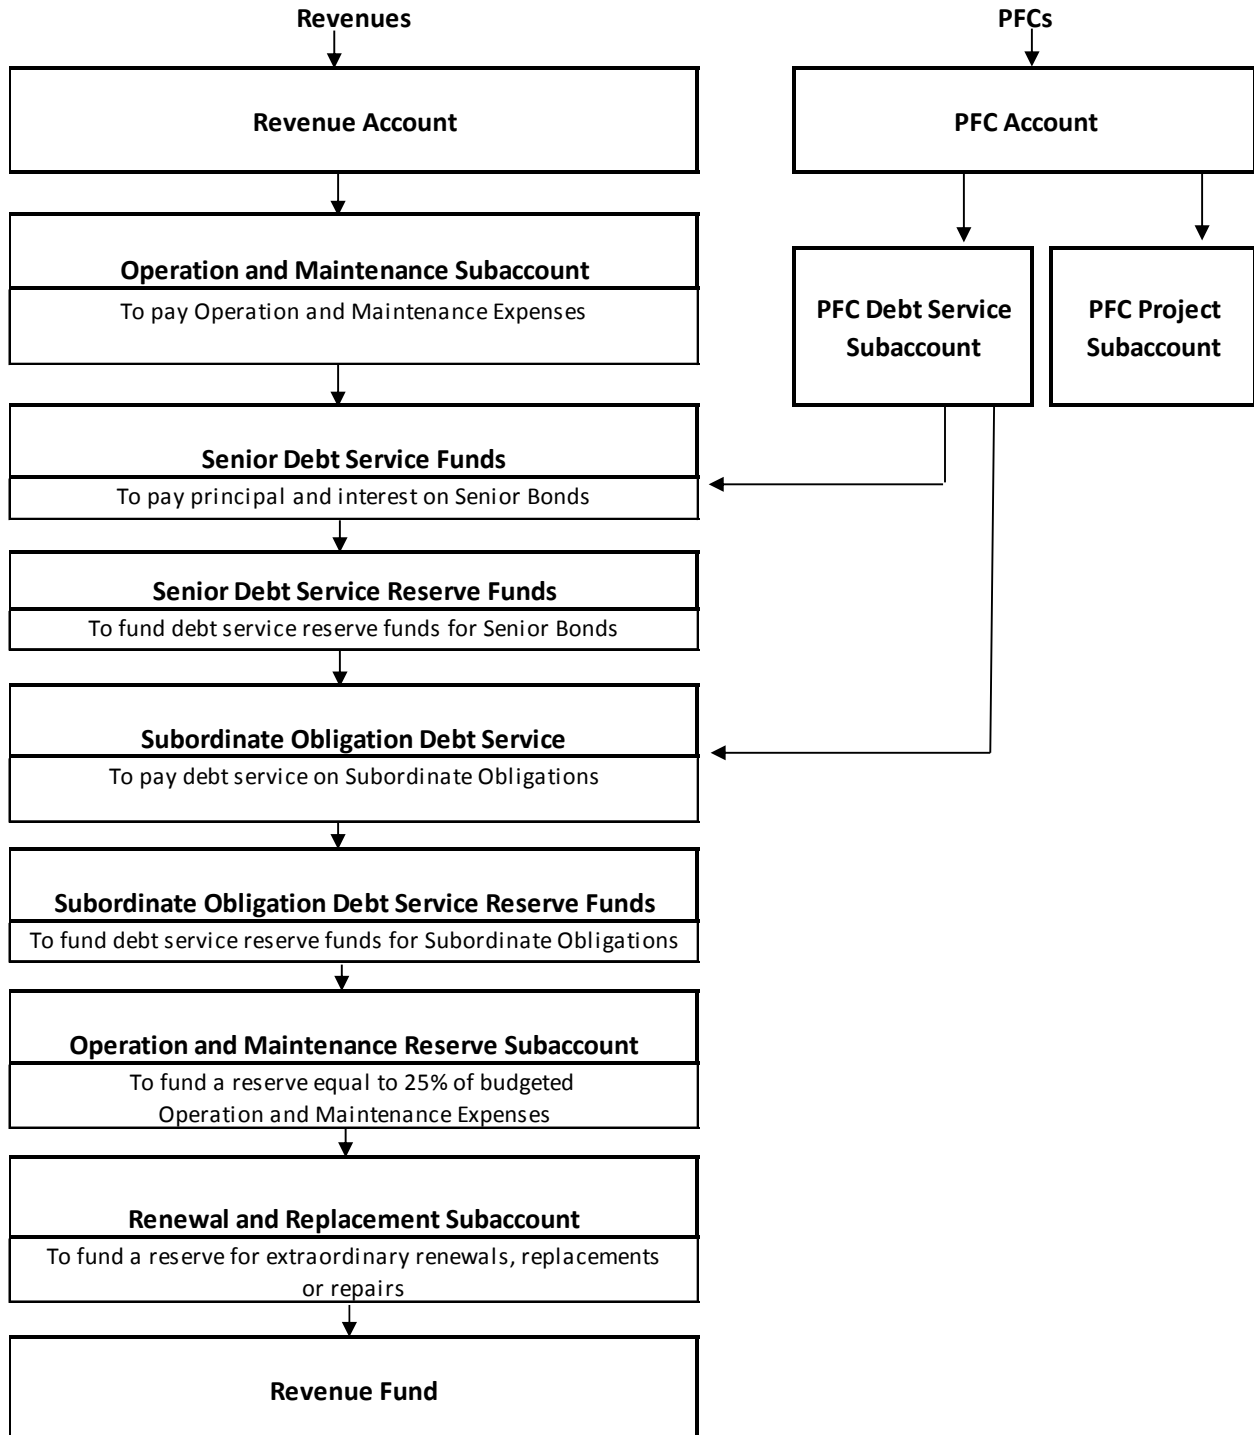 Revenues
PFCs
Revenue Account
PFC Account
Operation and Maintenance Subaccount
To pay Operation and Maintenance Expenses
PFC Debt Service
Subaccount
PFC Project
Subaccount
Senior Debt Service Funds
To pay principal and interest on Senior Bonds
Senior Debt Service Reserve Funds
To fund debt service reserve funds for Senior Bonds
Subordinate Obligation Debt Service
To pay debt service on Subordinate Obligations
Subordinate Obligation Debt Service Reserve Funds
To fund debt service reserve funds for Subordinate Obligations
Operation and Maintenance Reserve Subaccount
To fund a reserve equal to 25% of budgeted
Operation and Maintenance Expenses
Renewal and Replacement Subaccount
To fund a reserve for extraordinary renewals, replacements
or repairs
Revenue Fund